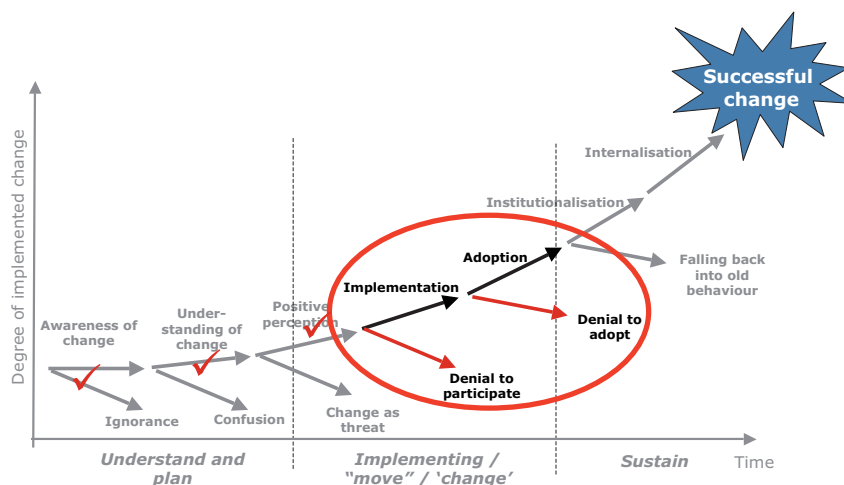 Successful
change
Degree of implemented change
Internalisation
Institutionalisation
Adoption
Falling back
into old
behaviour
Implementation
Positive
perception
Under-
standing of
change
Awareness of
change
Denial to
adopt
Denial to
participate
Change as
threat
Confusion
Ignorance
Understand and
plan
Implementing /
“move” / ‘change’
Sustain
Time